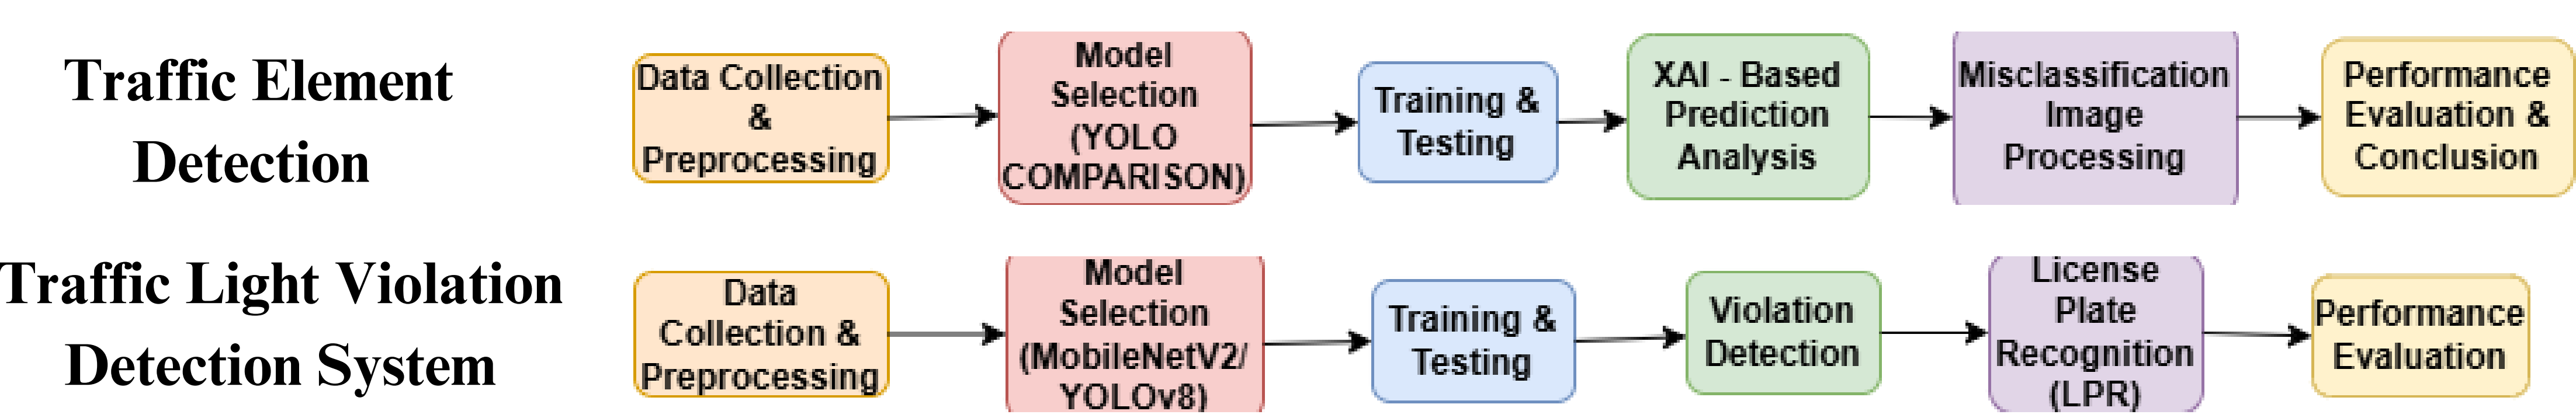 Traffic Element
Detection
Data Collection
&
Preprocessing
Model
Selection
(YOLO
COMPARISON)
Training &
Testing
XAI - Based
Prediction
Analysis
Misclassification
Image
Processing
Performance
Evaluation &
Conclusion
Traffic Light Violation
Detection System
Data
Collection &
Preprocessing
Model
Selection
(MobileNetV2/
YOLOv8)
Training &
Testing
Violation
Detection
License
Plate
Recognition
(LPR)
Performance
Evaluation